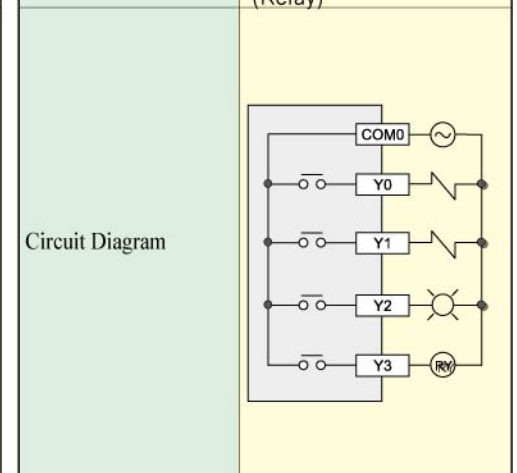 (Relay)
Circuit Diagram
COM0
Y0
Y1
Y2
Y3
RY